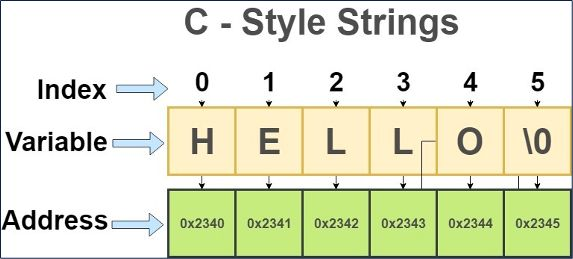 C - Style Strings
Index 0 1 2 3 4 5
Variable H E L L O \0
Address 0x2340 0x2341 0x2342 0x2343 0x2344 0x2345